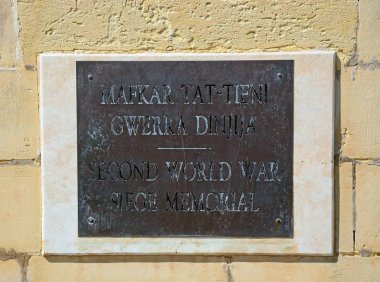 MAFKAR TAT-TIENI
GWERRA DINJIJA
SECOND WORLD WAR
SIEGE MEMORIAL